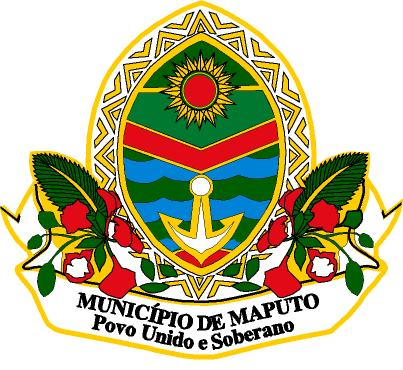 MUNICÍPIO DE MAPUTO
Povo Unido e Soberano